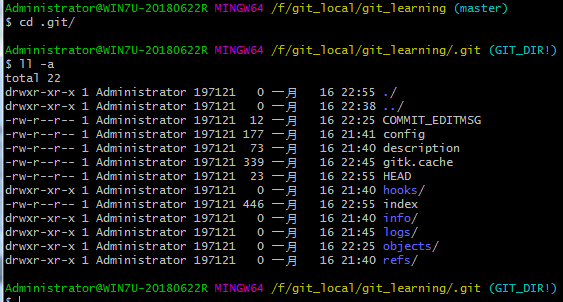 Administrator@WIN7U-20180622R MINGW64 /f/git_local/git_learning (master)
$ cd .git/
Administrator@WIN7U-20180622R MINGW64 /f/git_local/git_learning/.git (GIT_DIR!)
$ ll -a
total 22
drwxr-xr-x 1 Administrator 197121   0 一月   16 22:55 ./
drwxr-xr-x 1 Administrator 197121   0 一月   16 22:38 ../
-rw-r--r-- 1 Administrator 197121  12 一月   16 22:25 COMMIT_EDITMSG
-rw-r--r-- 1 Administrator 197121 177 一月   16 21:41 config
-rw-r--r-- 1 Administrator 197121  73 一月   16 21:40 description
-rw-r--r-- 1 Administrator 197121 339 一月   16 22:45 gitk.cache
-rw-r--r-- 1 Administrator 197121  23 一月   16 22:55 HEAD
drwxr-xr-x 1 Administrator 197121   0 一月   16 21:40 hooks/
-rw-r--r-- 1 Administrator 197121 446 一月   16 22:55 index
drwxr-xr-x 1 Administrator 197121   0 一月   16 21:40 info/
drwxr-xr-x 1 Administrator 197121   0 一月   16 21:45 logs/
drwxr-xr-x 1 Administrator 197121   0 一月   16 22:25 objects/
drwxr-xr-x 1 Administrator 197121   0 一月   16 21:40 refs/
Administrator@WIN7U-20180622R MINGW64 /f/git_local/git_learning/.git (GIT_DIR!)
$